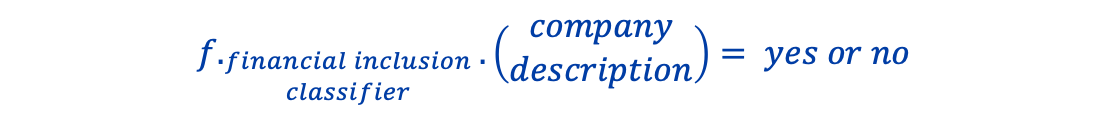 f.financial inclusion classifier . (company description) = yes or no